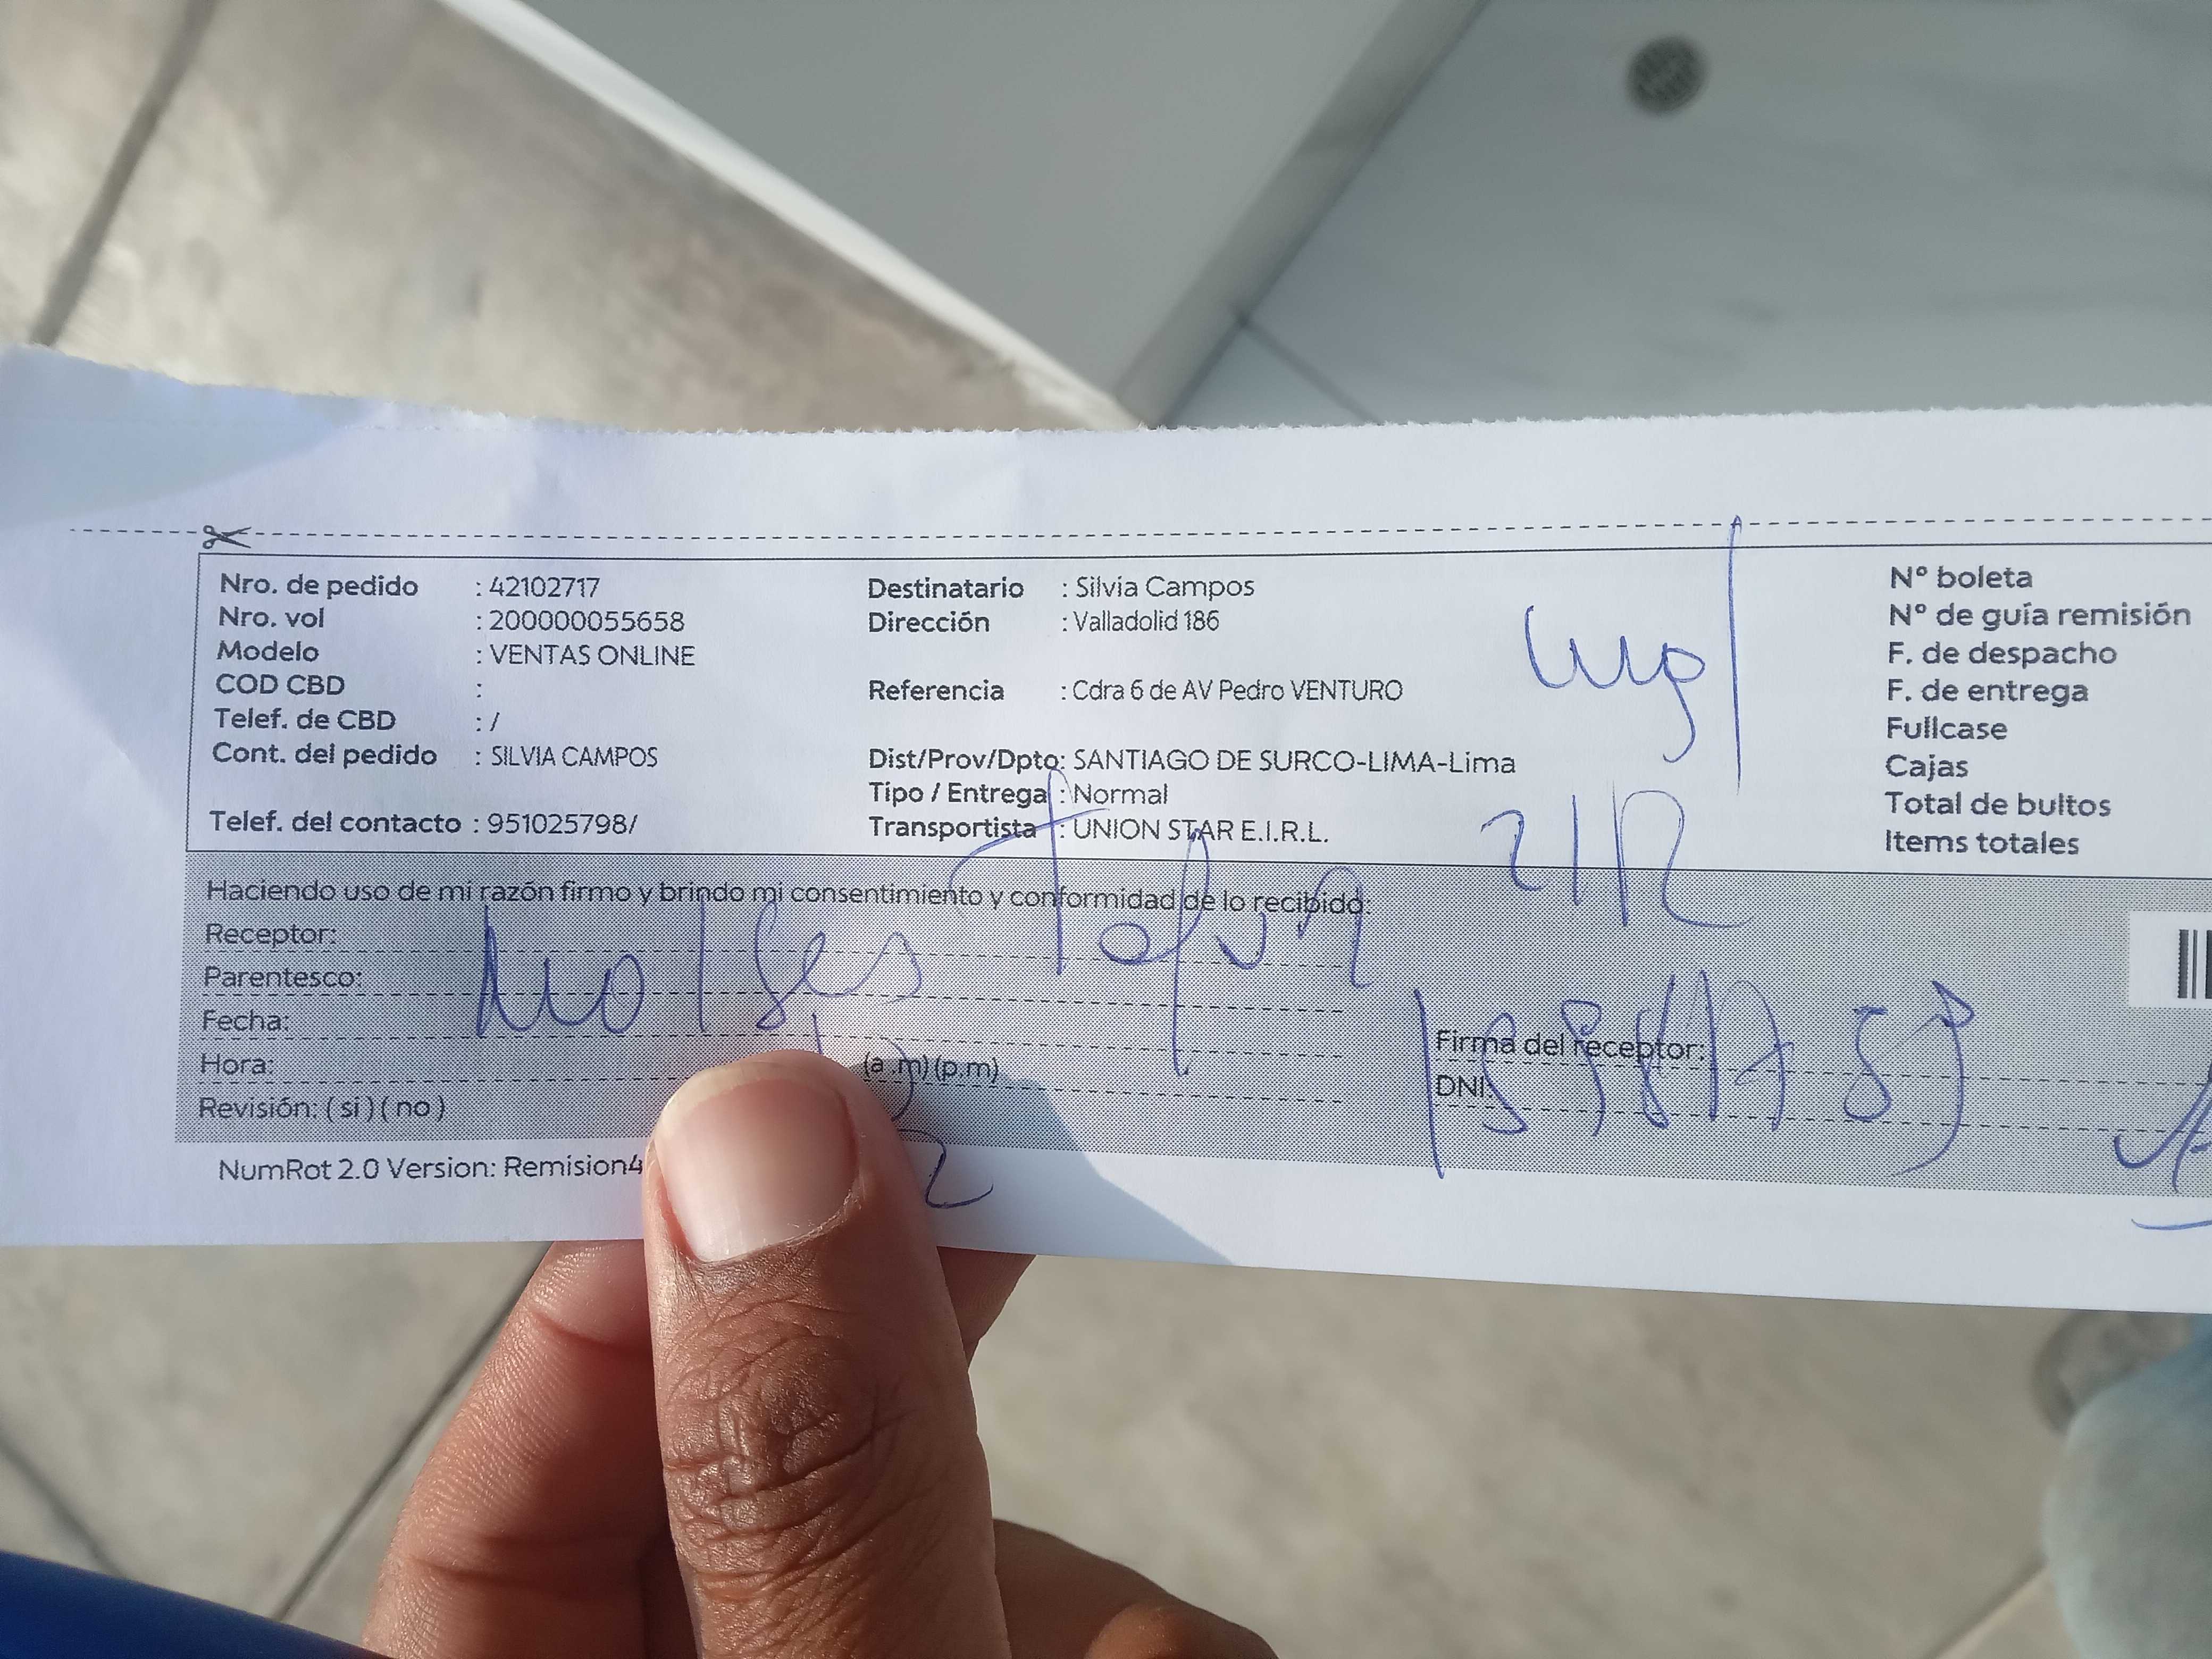 Nro. de pedido : 42102717
Nro. vol : 200000055658
Modelo : VENTAS ONLINE
COD CBD :
Telef. de CBD : /
Cont. del pedido : SILVIA CAMPOS
Telef. del contacto : 951025798/
Destinatario : Silvia Campos
Dirección : Valladolid 186
Referencia : Cdra 6 de AV Pedro VENTURO
Dist/Prov/Dpto: SANTIAGO DE SURCO-LIMA-Lima
Tipo / Entrega : Normal
Transportista : UNION STAR E.I.R.L.
N° boleta
N° de guía remisión
F. de despacho
F. de entrega
Fullcase
Cajas
Total de bultos
Items totales
Haciendo uso de mi razón firmo y brindo mi consentimiento y conformidad de lo recibido:
Receptor:
Parentesco:
Fecha:
Hora: (a .m) (p.m)
Revisión: ( si ) ( no )
Moises
Firma del receptor:
DNI:
NumRot 2.0 Version: Remision4